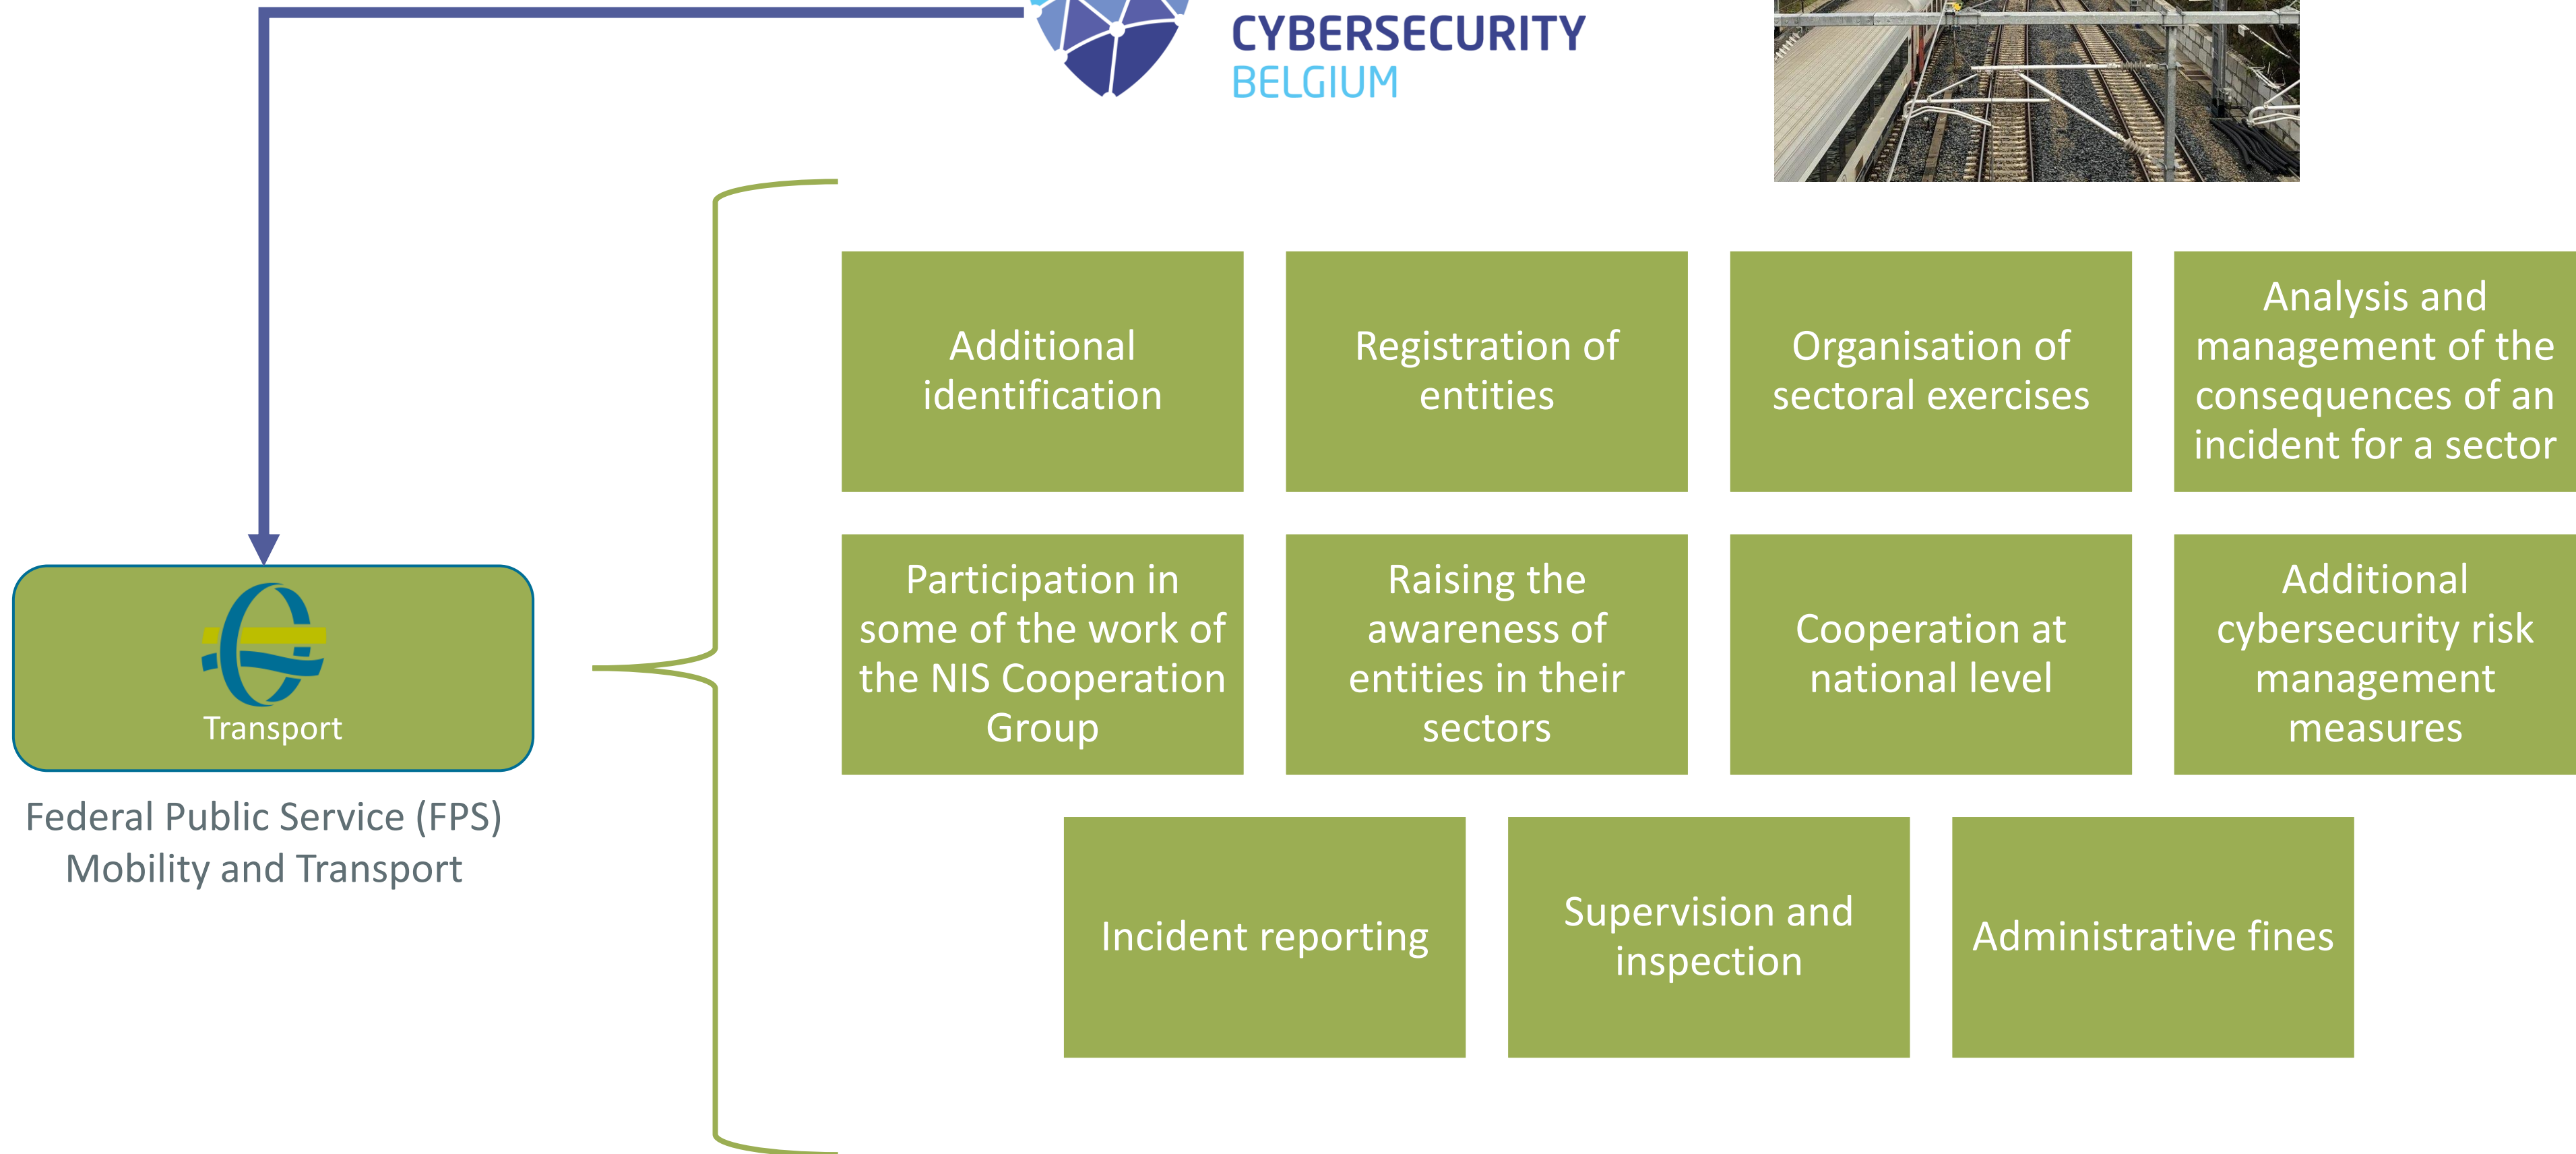 CYBERSECURITY
BELGIUM
Additional
identification
Registration of
entities
Organisation of
sectoral exercises
Analysis and
management of the
consequences of an
incident for a sector
Participation in
some of the work of
the NIS Cooperation
Group
Raising the
awareness of
entities in their
sectors
Cooperation at
national level
Additional
cybersecurity risk
management
measures
Transport
Federal Public Service (FPS)
Mobility and Transport
Incident reporting
Supervision and
inspection
Administrative fines